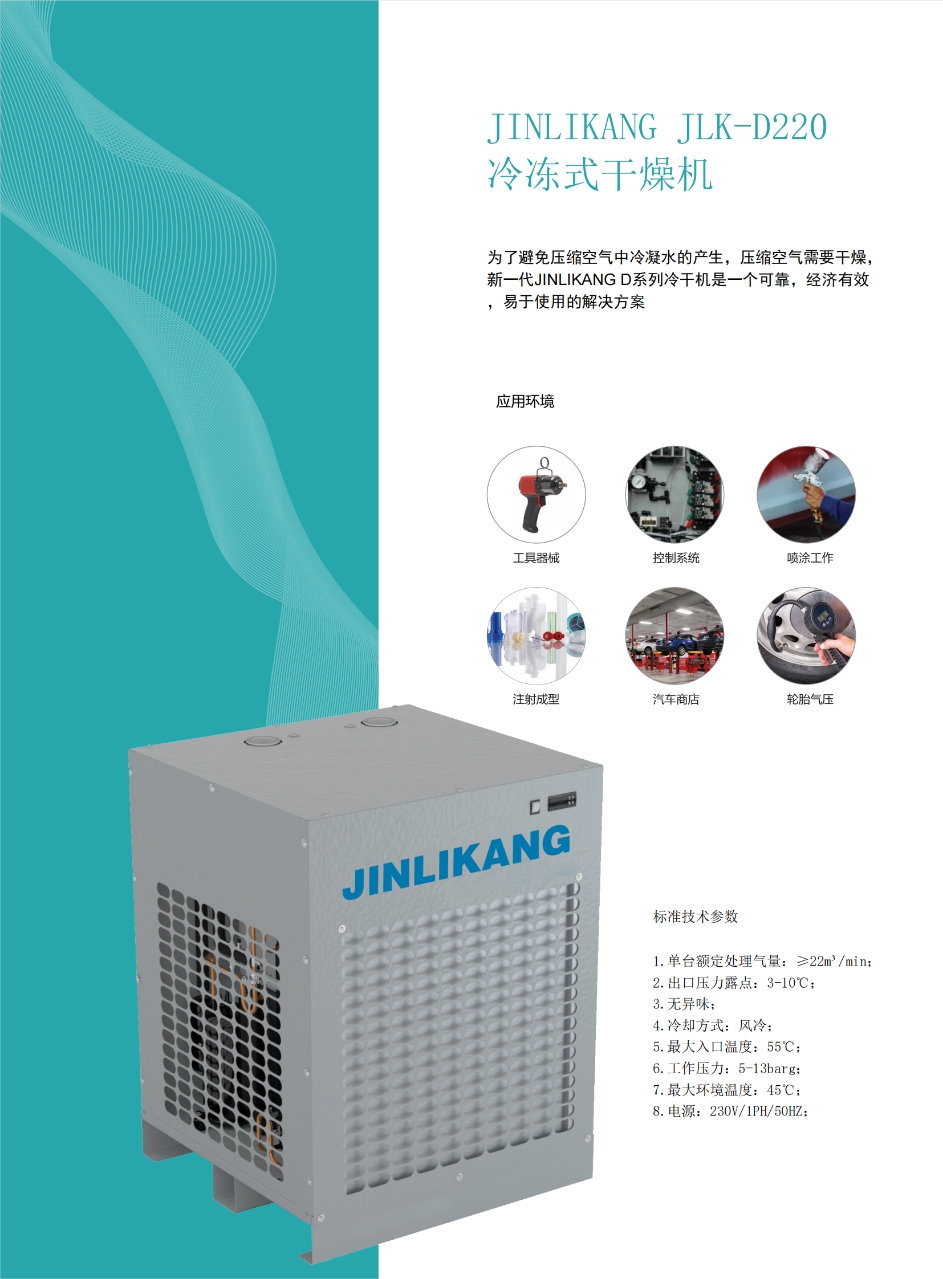 JINLIKANG JLK-D220
冷冻式干燥机
为了避免压缩空气中冷凝水的产生，压缩空气需要干燥，
新一代JINLIKANG D系列冷干机是一个可靠，经济有效
，易于使用的解决方案
应用环境
工具器械
控制系统
喷涂工作
注射成型
汽车商店
轮胎气压
JINLIKANG
标准技术参数
1.单台额定处理气量：≥22m³/min；
2.出口压力露点：3-10℃；
3.无异味；
4.冷却方式：风冷；
5.最大入口温度：55℃；
6.工作压力：5-13barg；
7.最大环境温度：45℃；
8.电源：230V/1PH/50HZ；